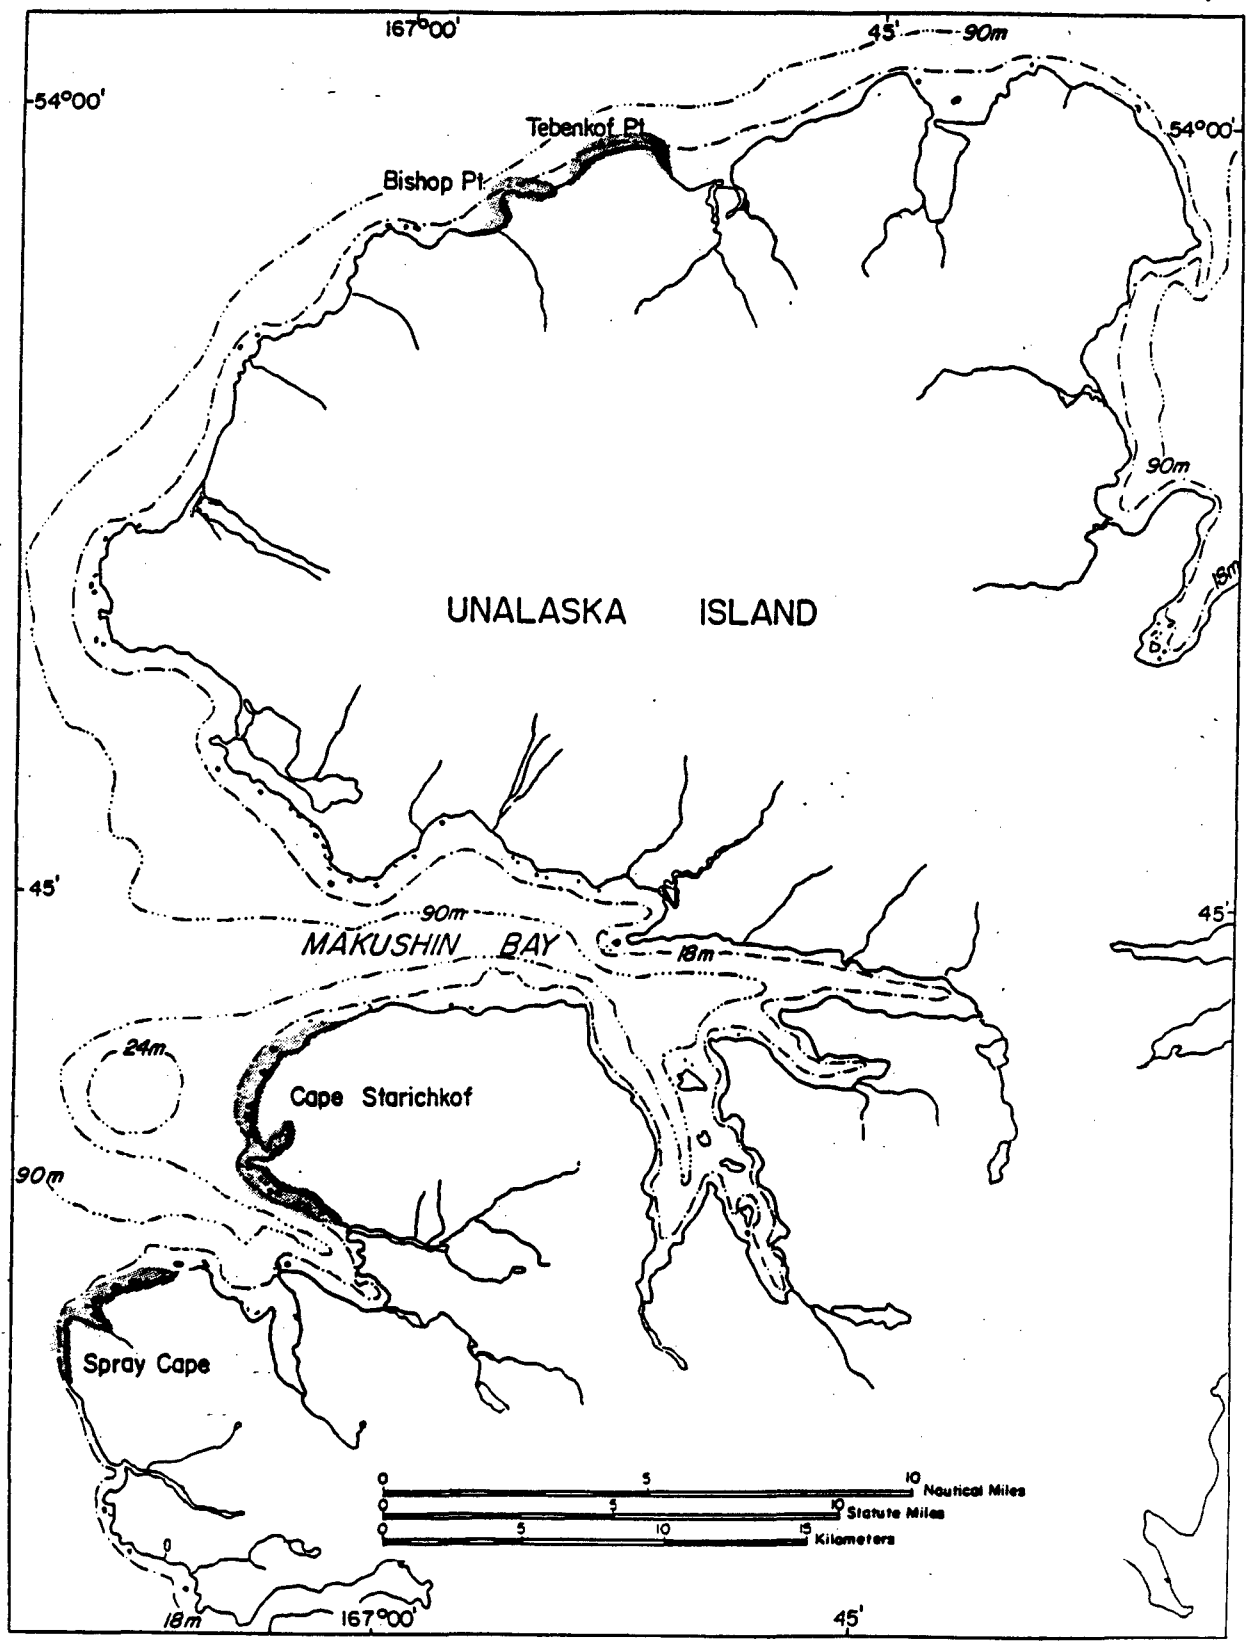 167°00'
45'
90m
54°00'
Tebenkof Pt.
54°00'
Bishop Pt.
90m
18m
UNALASKA ISLAND
45'
90m
45'
MAKUSHIN BAY
18m
24m
Cape Starichkof
90m
Spray Cape
0 5 10 Nautical Miles
0 5 10 Statute Miles
0 5 10 15 Kilometers
18m
167°00'
45'